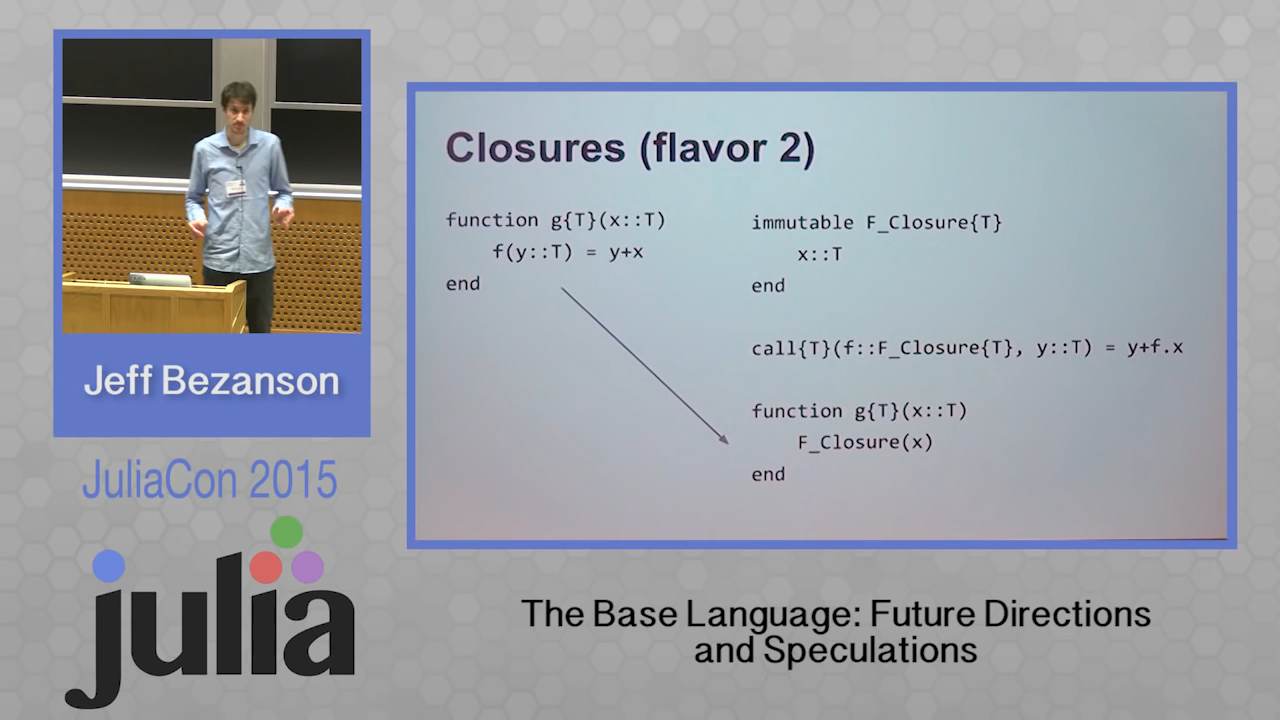 Jeff Bezanson
JuliaCon 2015
julia
Closures (flavor 2)
function g{T}(x::T)
    f(y::T) = y+x
end
immutable F_Closure{T}
    x::T
end
call{T}(f::F_Closure{T}, y::T) = y+f.x
function g{T}(x::T)
    F_Closure(x)
end
The Base Language: Future Directions
and Speculations